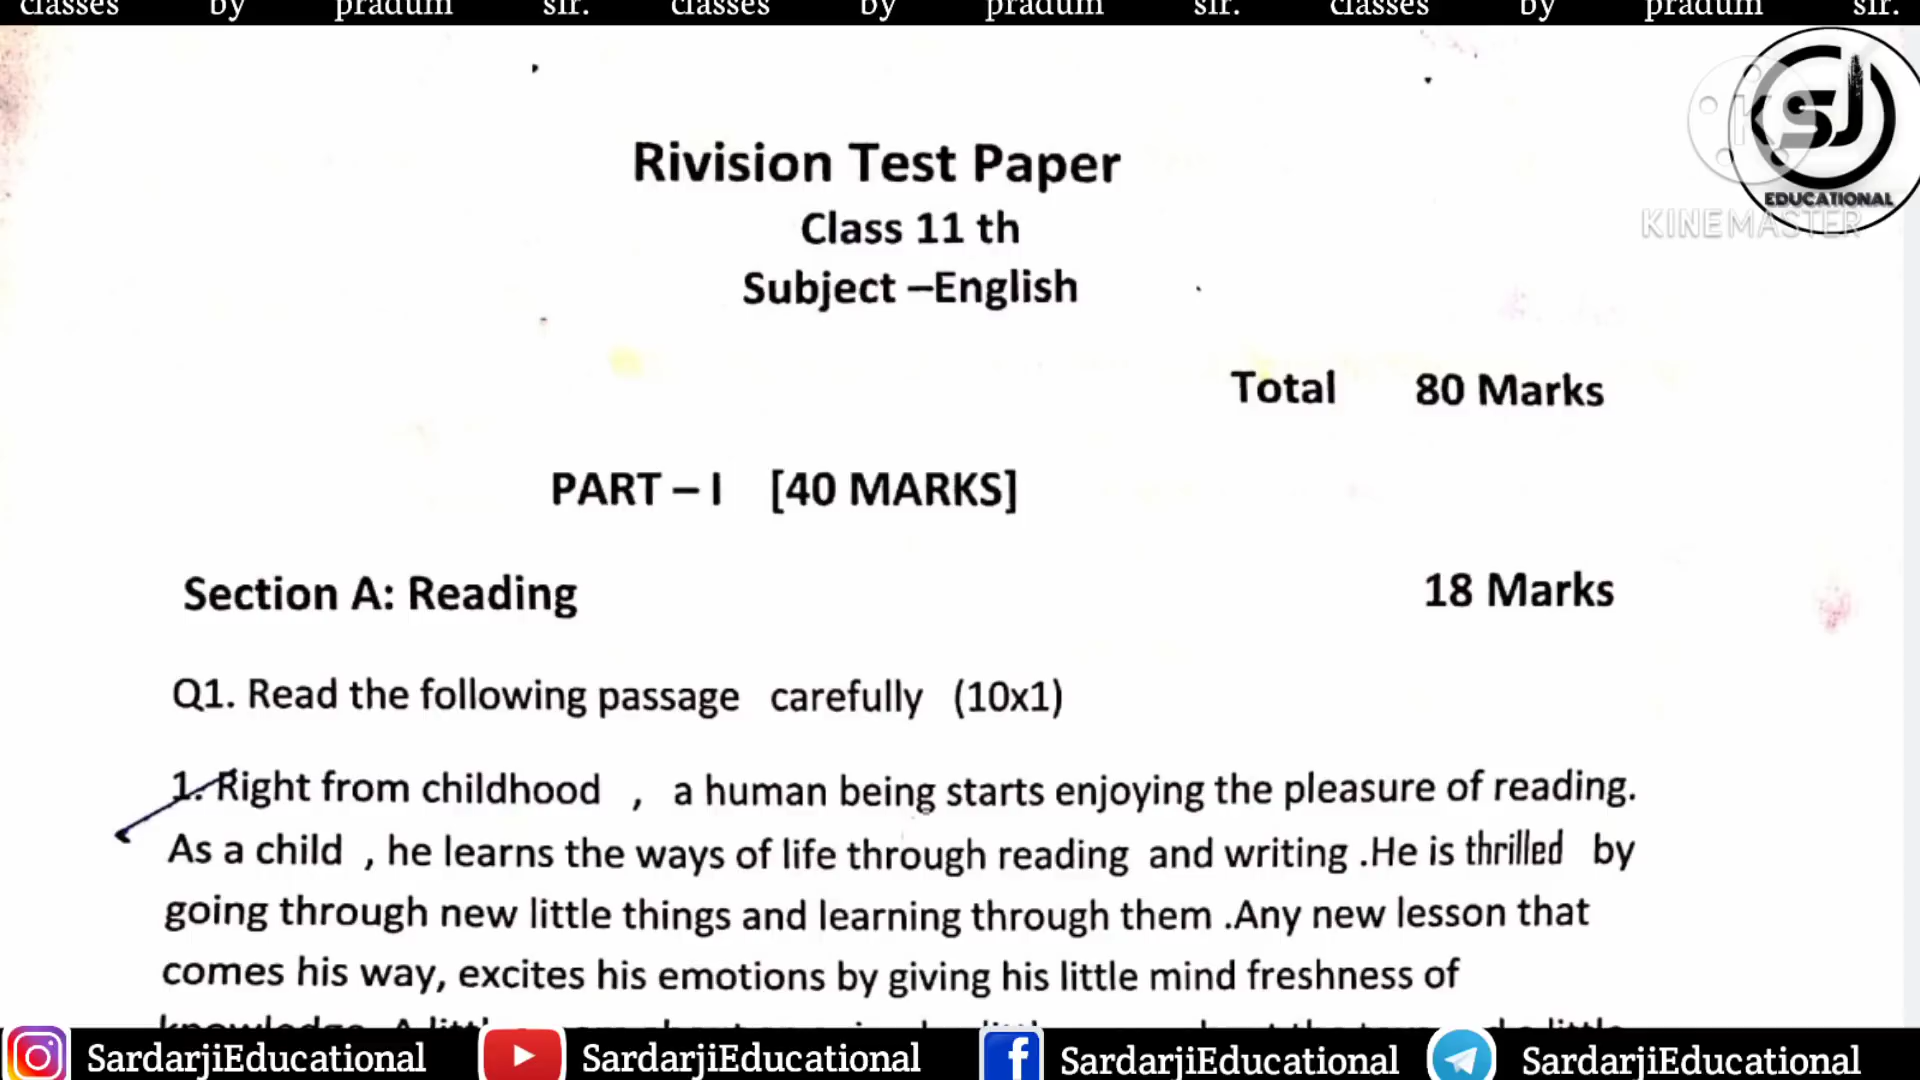 classes by pradum sir. classes by pradum sir. classes by pradum sir.
EDUCATIONAL
KINEMASTER
Rivision Test Paper
Class 11 th
Subject –English
Total 80 Marks
PART – I [40 MARKS]
Section A: Reading 18 Marks
Q1. Read the following passage carefully (10x1)
1. Right from childhood , a human being starts enjoying the pleasure of reading.
As a child , he learns the ways of life through reading and writing .He is thrilled by
going through new little things and learning through them .Any new lesson that
comes his way, excites his emotions by giving his little mind freshness of
SardarjiEducational SardarjiEducational SardarjiEducational SardarjiEducational